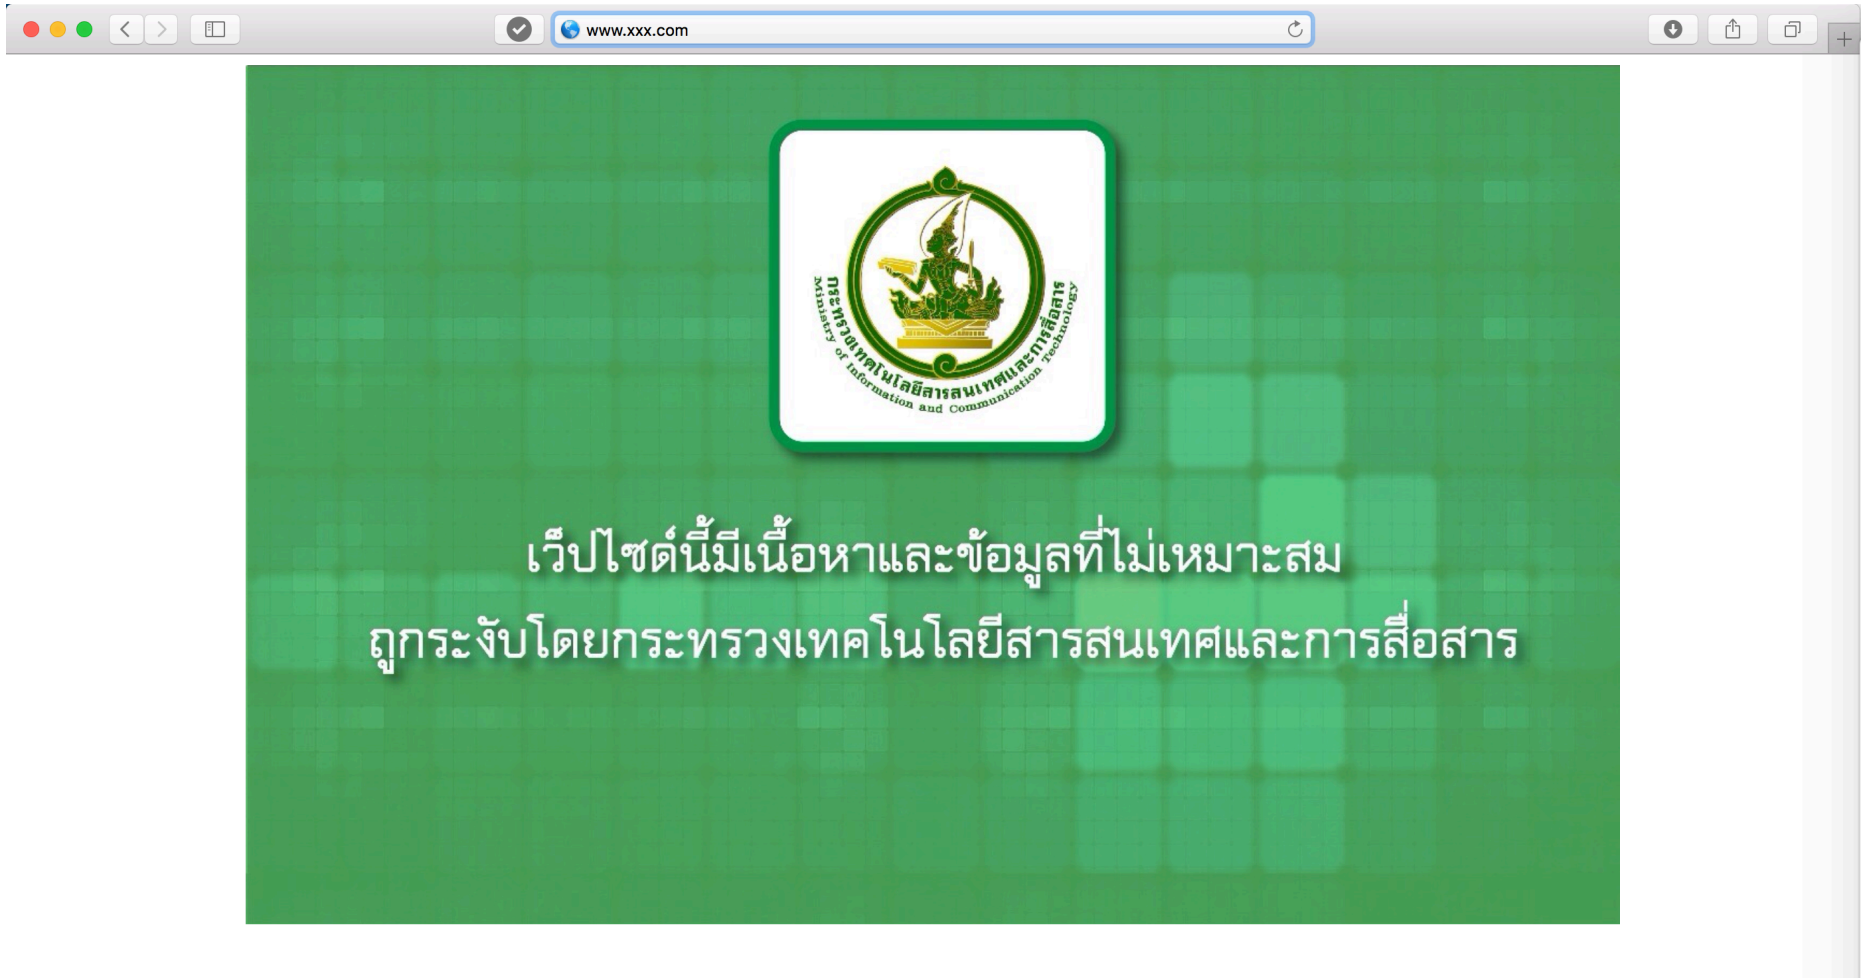 www.xxx.com
กระทรวงเทคโนโลยีสารสนเทศและการสื่อสาร
Ministry of Information and Communication Technology
เว็ปไซด์นี้มีเนื้อหาและข้อมูลที่ไม่เหมาะสม
ถูกระงับโดยกระทรวงเทคโนโลยีสารสนเทศและการสื่อสาร